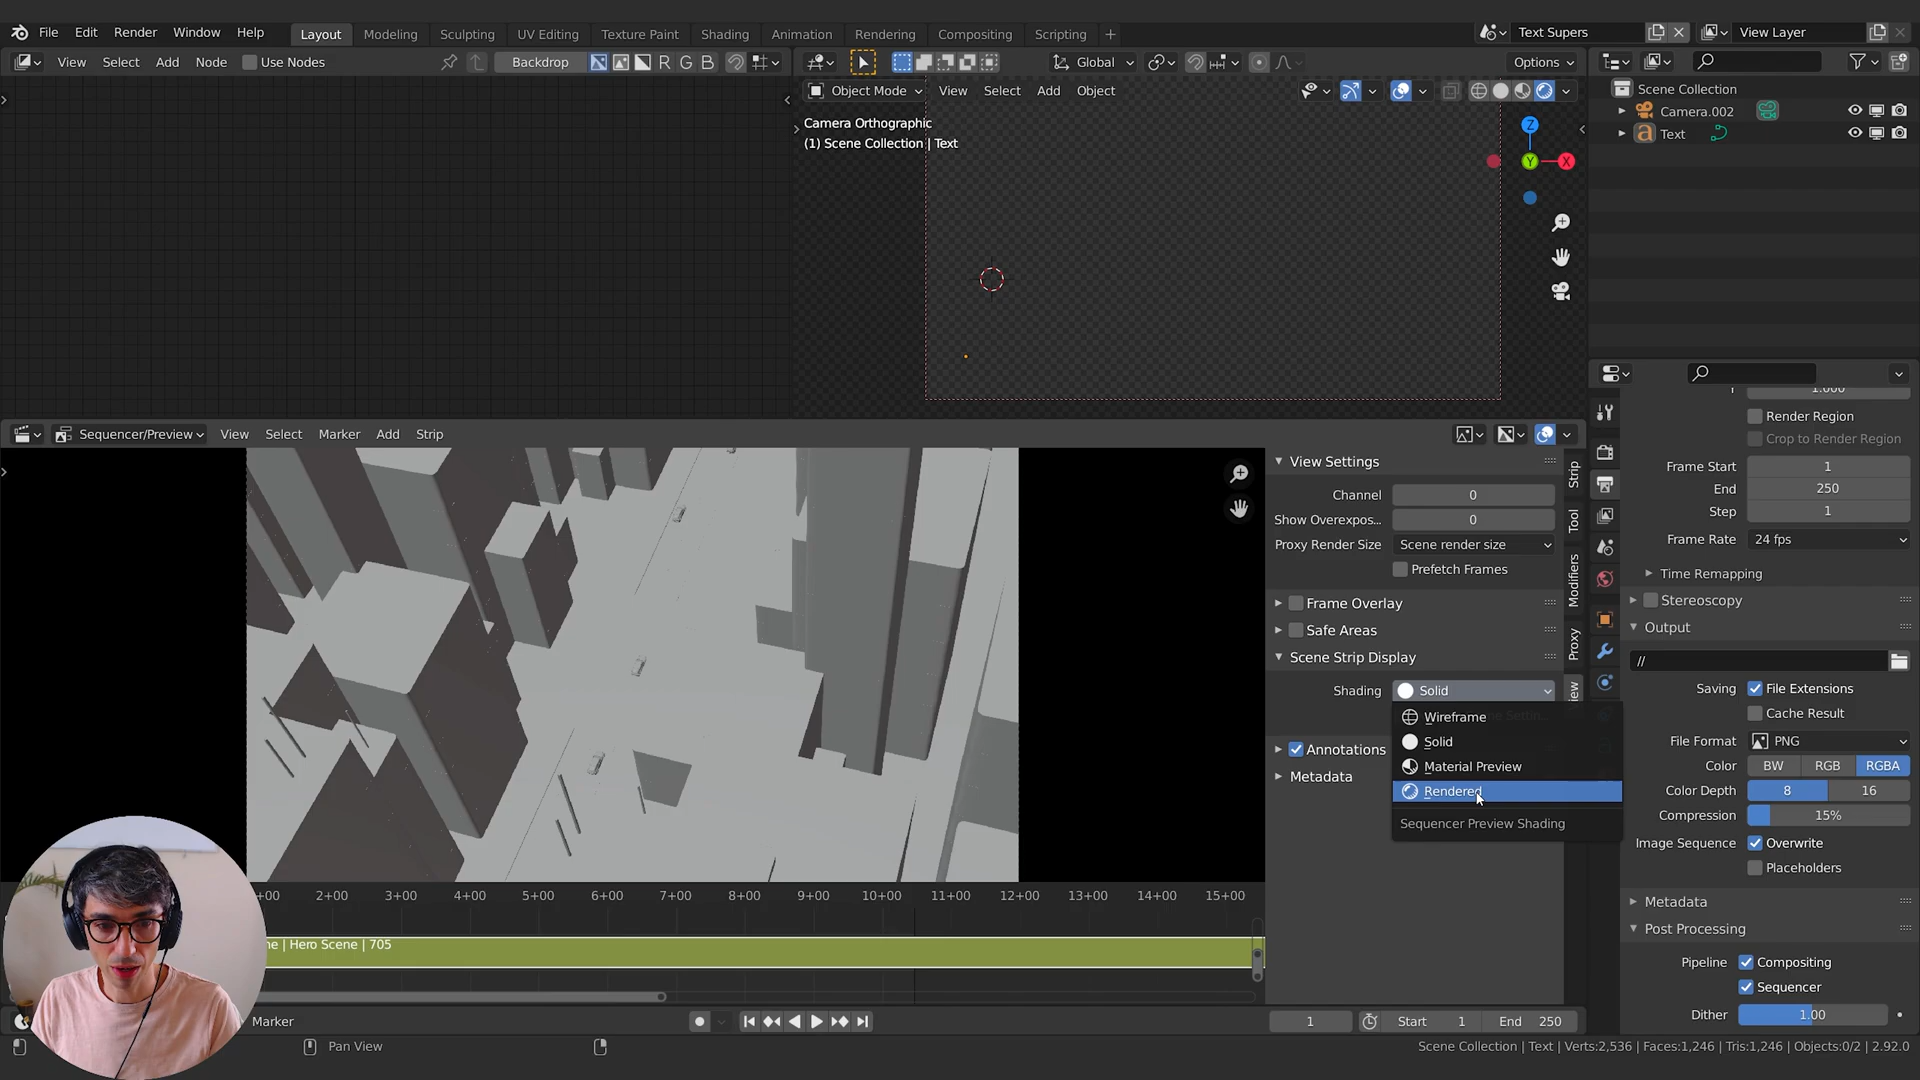 File Edit Render Window Help Layout Modeling Sculpting UV Editing Texture Paint Shading Animation Rendering Compositing Scripting + Text Supers View Layer
View Select Add Node Use Nodes Backdrop R G B Global Options
Object Mode View Select Add Object
Camera Orthographic
(1) Scene Collection | Text
Z
Y
X
Scene Collection
Camera.002
Text
Sequencer/Preview View Select Marker Add Strip
View Settings
Channel 0
Show Overexpos... 0
Proxy Render Size Scene render size
Prefetch Frames
Frame Overlay
Safe Areas
Scene Strip Display
Shading Solid
Wireframe
Solid
Material Preview
Rendered
Sequencer Preview Shading
Annotations
Metadata
Strip
Tool
Modifiers
Proxy
1.000
Render Region
Crop to Render Region
Frame Start 1
End 250
Step 1
Frame Rate 24 fps
Time Remapping
Stereoscopy
Output
//
Saving File Extensions
Cache Result
File Format PNG
Color BW RGB RGBA
Color Depth 8 16
Compression 15%
Image Sequence Overwrite
Placeholders
Metadata
Post Processing
Pipeline Compositing
Sequencer
Dither 1.00
+00 2+00 3+00 4+00 5+00 6+00 7+00 8+00 9+00 10+00 11+00 12+00 13+00 14+00 15+00
ne | Hero Scene | 705
Marker 1 Start 1 End 250
Pan View
Scene Collection | Text | Verts:2,536 | Faces:1,246 | Tris:1,246 | Objects:0/2 | 2.92.0